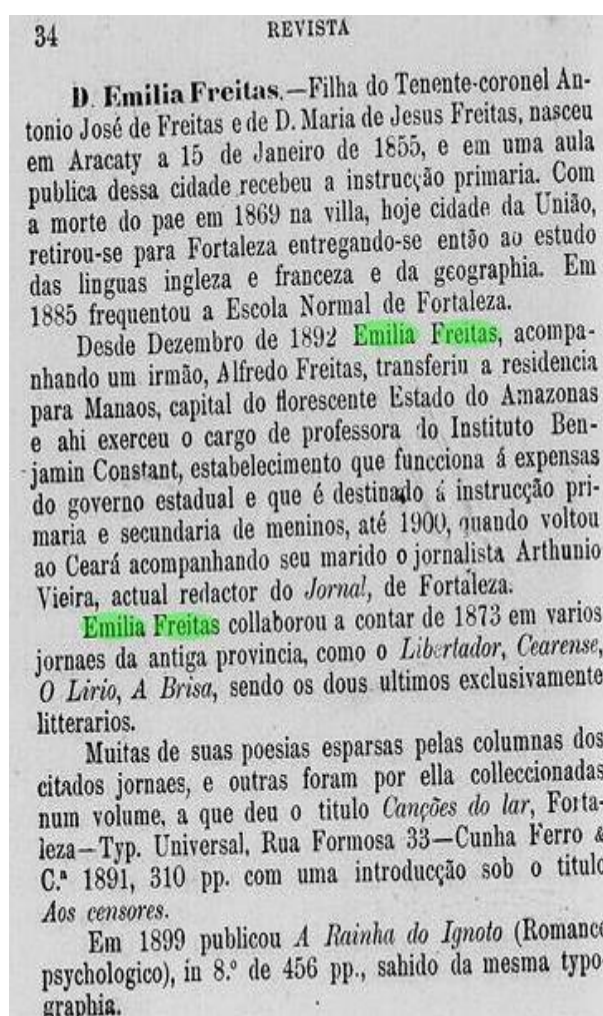 34
REVISTA
D. Emilia Freitas.—Filha do Tenente-coronel An-
tonio José de Freitas e de D. Maria de Jesus Freitas, nasceu
em Aracaty a 15 de Janeiro de 1855, e em uma aula
publica dessa cidade recebeu a instrucção primaria. Com
a morte do pae em 1869 na villa, hoje cidade da União,
retirou-se para Fortaleza entregando-se então ao estudo
das linguas ingleza e franceza e da geographia. Em
1885 frequentou a Escola Normal de Fortaleza.
Desde Dezembro de 1892 Emilia Freitas, acompa-
nhando um irmão, Alfredo Freitas, transferiu a residencia
para Manaos, capital do florescente Estado do Amazonas
e ahi exerceu o cargo de professora do Instituto Ben-
jamin Constant, estabelecimento que funcciona á expensas
do governo estadual e que é destinado á instrucção pri-
maria e secundaria de meninos, até 1900, quando voltou
ao Ceará acompanhando seu marido o jornalista Arthunio
Vieira, actual redactor do Jornal, de Fortaleza.
Emilia Freitas collaborou a contar de 1873 em varios
jornaes da antiga provincia, como o Libertador, Cearense,
O Lirio, A Brisa, sendo os dous ultimos exclusivamente
litterarios.
Muitas de suas poesias esparsas pelas columnas dos
citados jornaes, e outras foram por ella colleccionadas
num volume, a que deu o titulo Canções do lar, Forta-
leza—Typ. Universal, Rua Formosa 33—Cunha Ferro &
C.ª 1891, 310 pp. com uma introducção sob o titulo
Aos censores.
Em 1899 publicou A Rainha do Ignoto (Romance
psychologico), in 8.º de 456 pp., sahido da mesma typo-
graphia.